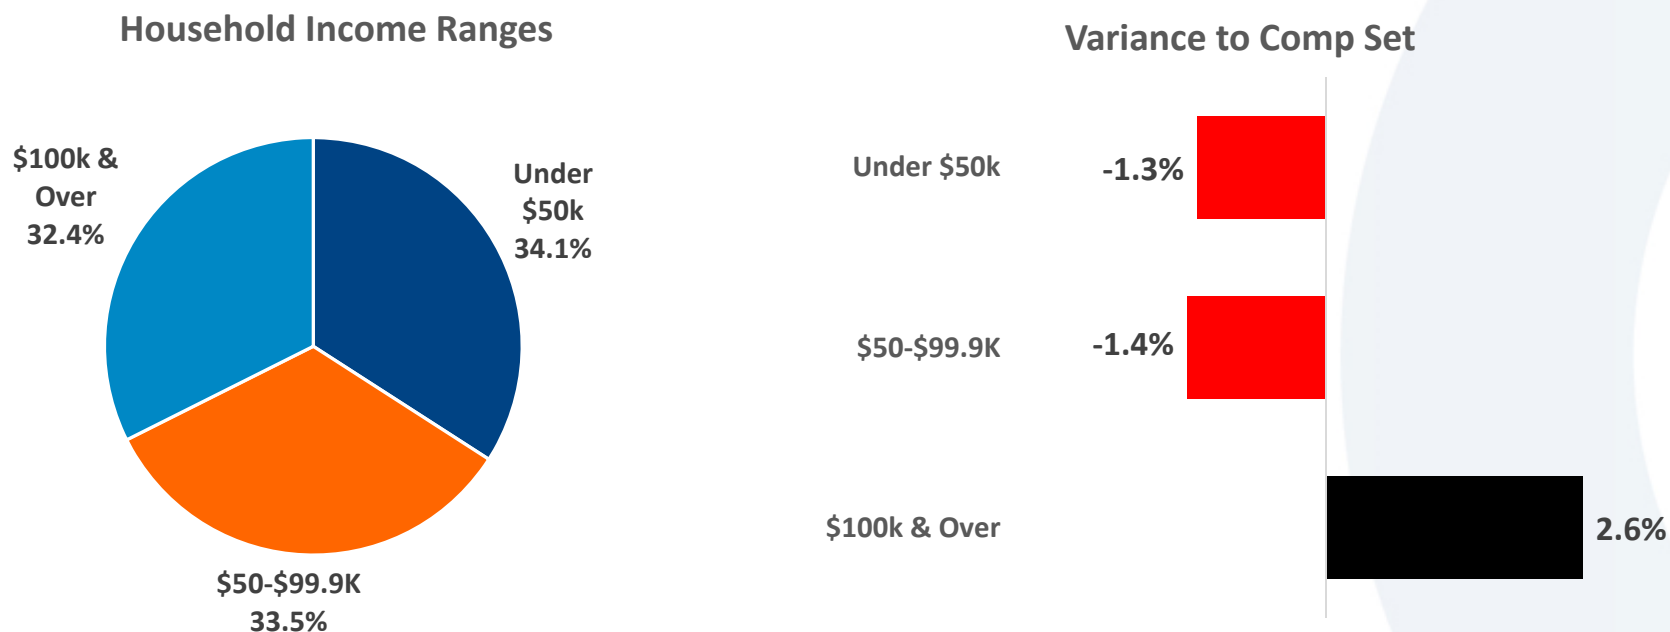 Household Income Ranges
$100k &
Over
32.4%
Under
$50k
34.1%
$50-$99.9K
33.5%
Variance to Comp Set
Under $50k
-1.3%
$50-$99.9K
-1.4%
$100k & Over
2.6%